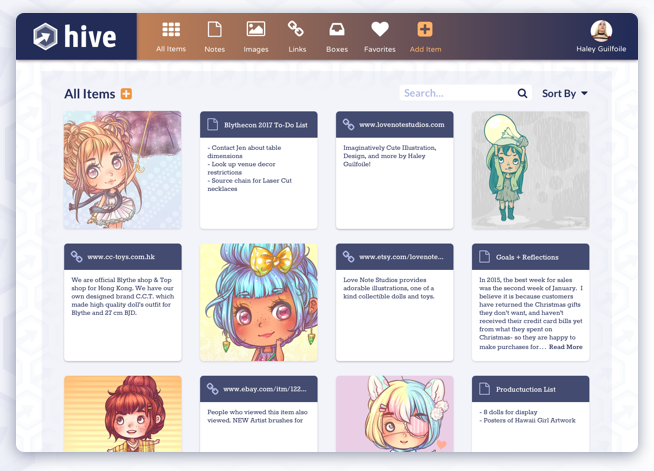 hive
All Items
Notes
Images
Links
Boxes
Favorites
Add Item
Haley Guilfoile
All Items
Search...
Sort By
Blythecon 2017 To-Do List
- Contact Jen about table
dimensions
- Look up venue decor
restrictions
- Source chain for Laser Cut
necklaces
www.lovenotestudios.com
Imaginatively Cute Illustration,
Design, and more by Haley
Guilfoile!
www.cc-toys.com.hk
We are official Blythe shop & Top
shop for Hong Kong. We have our
own designed brand C.C.T. which
made high quality doll's outfit for
Blythe and 27 cm BJD.
www.etsy.com/lovenote...
Love Note Studios provides
adorable illustrations, one of a
kind collectible dolls and toys.
Goals + Reflections
In 2015, the best week for sales
was the second week of January. I
believe it is because customers
have returned the Christmas gifts
they don't want, and haven't
received their credit card bills yet
from what they spent on
Christmas- so they are happy to
make purchases for... Read More
www.ebay.com/itm/122...
People who viewed this item also
viewed. NEW Artist brushes for
Productuction List
- 8 dolls for display
- Posters of Hawaii Girl Artwork